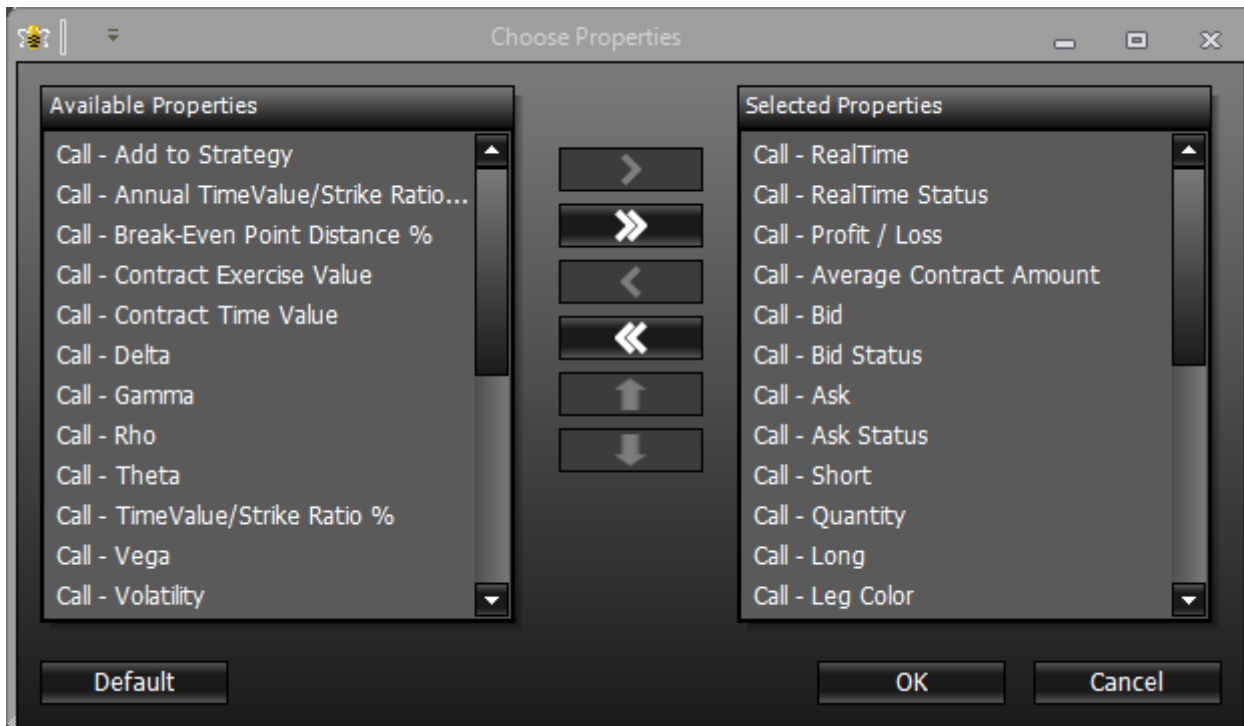 Choose Properties
Available Properties
Call - Add to Strategy
Call - Annual TimeValue/Strike Ratio...
Call - Break-Even Point Distance %
Call - Contract Exercise Value
Call - Contract Time Value
Call - Delta
Call - Gamma
Call - Rho
Call - Theta
Call - TimeValue/Strike Ratio %
Call - Vega
Call - Volatility
Selected Properties
Call - RealTime
Call - RealTime Status
Call - Profit / Loss
Call - Average Contract Amount
Call - Bid
Call - Bid Status
Call - Ask
Call - Ask Status
Call - Short
Call - Quantity
Call - Long
Call - Leg Color
Default
OK
Cancel